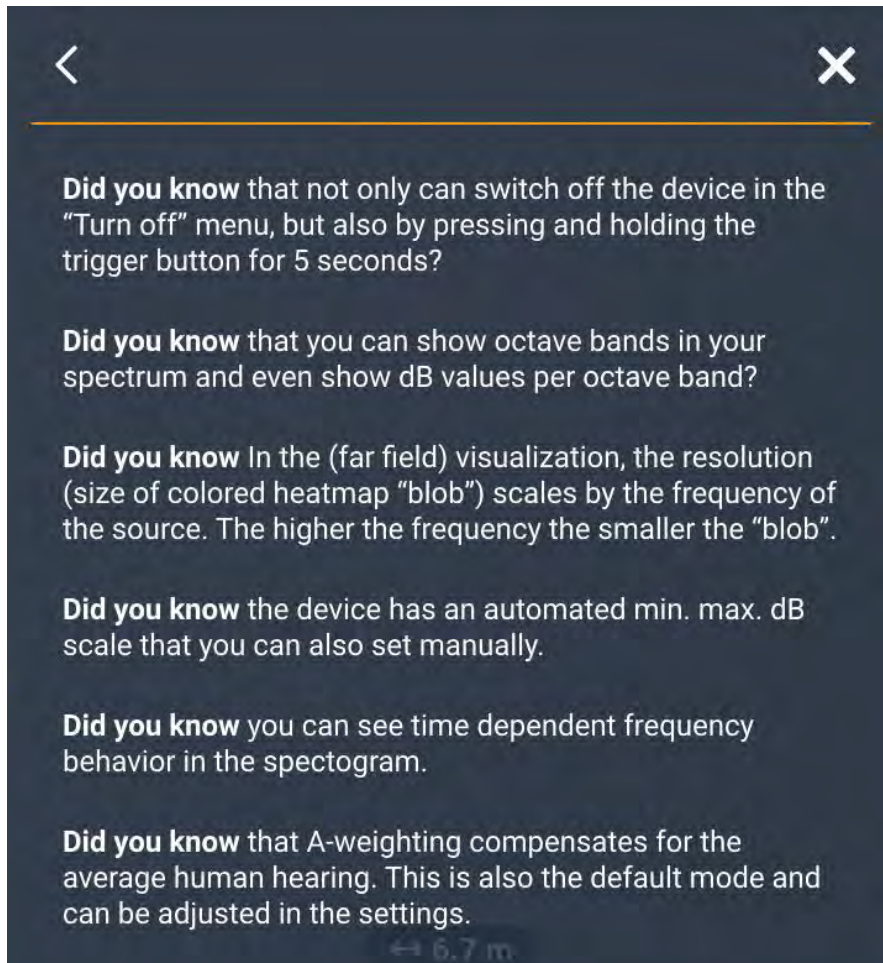 Did you know that not only can switch off the device in the
“Turn off” menu, but also by pressing and holding the
trigger button for 5 seconds?
Did you know that you can show octave bands in your
spectrum and even show dB values per octave band?
Did you know In the (far field) visualization, the resolution
(size of colored heatmap “blob”) scales by the frequency of
the source. The higher the frequency the smaller the “blob”.
Did you know the device has an automated min. max. dB
scale that you can also set manually.
Did you know you can see time dependent frequency
behavior in the spectogram.
Did you know that A-weighting compensates for the
average human hearing. This is also the default mode and
can be adjusted in the settings.
↔ 6.7 m